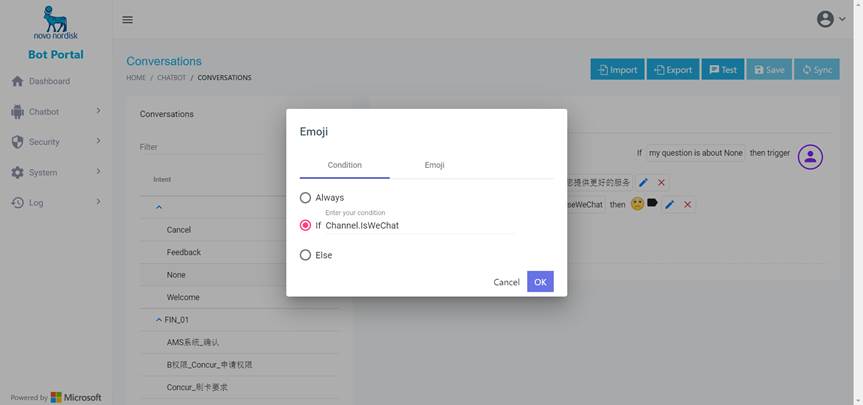 novo nordisk
Bot Portal
Dashboard
Chatbot
Security
System
Log
Powered by Microsoft
Conversations
HOME / CHATBOT / CONVERSATIONS
Import
Export
Test
Save
Sync
Conversations
Filter
Intent
Cancel
Feedback
None
Welcome
FIN_01
AMS系统_确认
B权限_Concur_申请权限
Concur_刷卡要求
If my question is about None then trigger
提供更好的服务
seWeChat then
Emoji
Condition
Emoji
Always
Enter your condition
If Channel.IsWeChat
Else
Cancel
OK